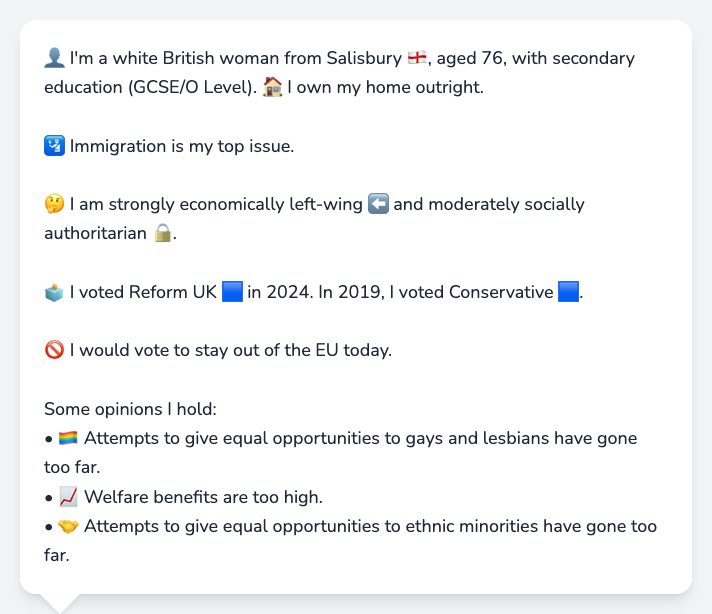 👤 I'm a white British woman from Salisbury 🏴󠁧󠁢󠁥󠁮󠁧󠁿, aged 76, with secondary
education (GCSE/O Level). 🏠 I own my home outright.
🛂 Immigration is my top issue.
🤔 I am strongly economically left-wing ⬅️ and moderately socially
authoritarian 🔒.
🗳️ I voted Reform UK 🟦 in 2024. In 2019, I voted Conservative 🟦.
🚫 I would vote to stay out of the EU today.
Some opinions I hold:
• 🏳️‍🌈 Attempts to give equal opportunities to gays and lesbians have gone
too far.
• 📈 Welfare benefits are too high.
• 🤝 Attempts to give equal opportunities to ethnic minorities have gone too
far.